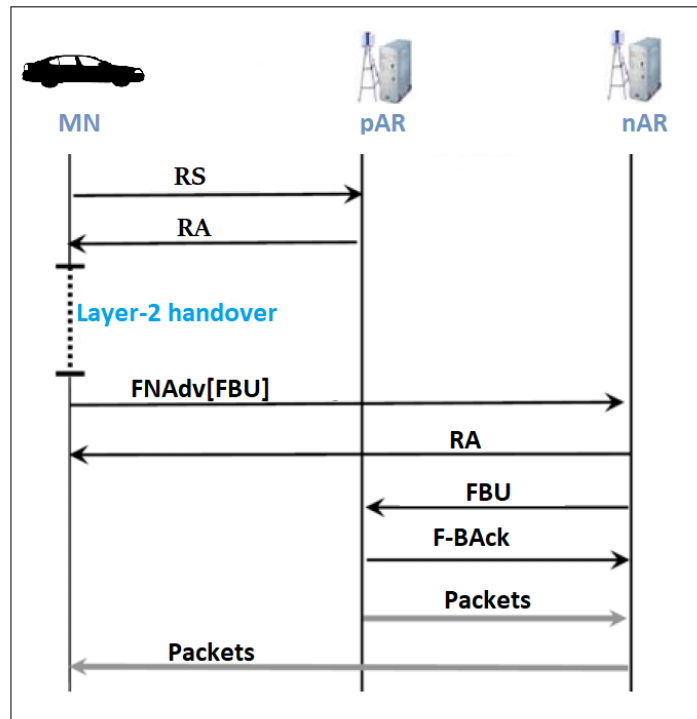 MN
pAR
nAR
RS
RA
Layer-2 handover
FNAdv[FBU]
RA
FBU
F-BAck
Packets
Packets